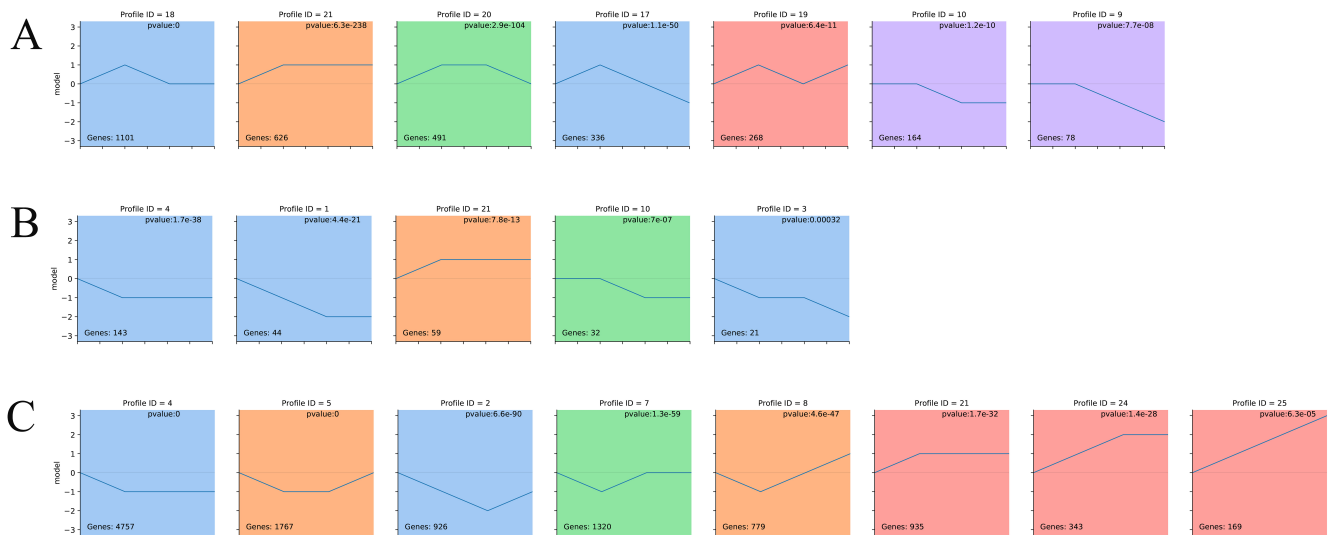 A
Profile ID = 18
Profile ID = 21
Profile ID = 20
Profile ID = 17
Profile ID = 19
Profile ID = 10
Profile ID = 9
pvalue:0
pvalue:6.3e-238
pvalue:2.9e-104
pvalue:1.1e-50
pvalue:6.4e-11
pvalue:1.2e-10
pvalue:7.7e-08
3
2
1
0
−1
−2
−3
model
Genes: 1101
Genes: 626
Genes: 491
Genes: 336
Genes: 268
Genes: 164
Genes: 78
B
Profile ID = 4
Profile ID = 1
Profile ID = 21
Profile ID = 10
Profile ID = 3
pvalue:1.7e-38
pvalue:4.4e-21
pvalue:7.8e-13
pvalue:7e-07
pvalue:0.00032
3
2
1
0
−1
−2
−3
model
Genes: 143
Genes: 44
Genes: 59
Genes: 32
Genes: 21
C
Profile ID = 4
Profile ID = 5
Profile ID = 2
Profile ID = 7
Profile ID = 8
Profile ID = 21
Profile ID = 24
Profile ID = 25
pvalue:0
pvalue:0
pvalue:6.6e-90
pvalue:1.3e-59
pvalue:4.6e-47
pvalue:1.7e-32
pvalue:1.4e-28
pvalue:6.3e-05
3
2
1
0
−1
−2
−3
model
Genes: 4757
Genes: 1767
Genes: 926
Genes: 1320
Genes: 779
Genes: 935
Genes: 343
Genes: 169